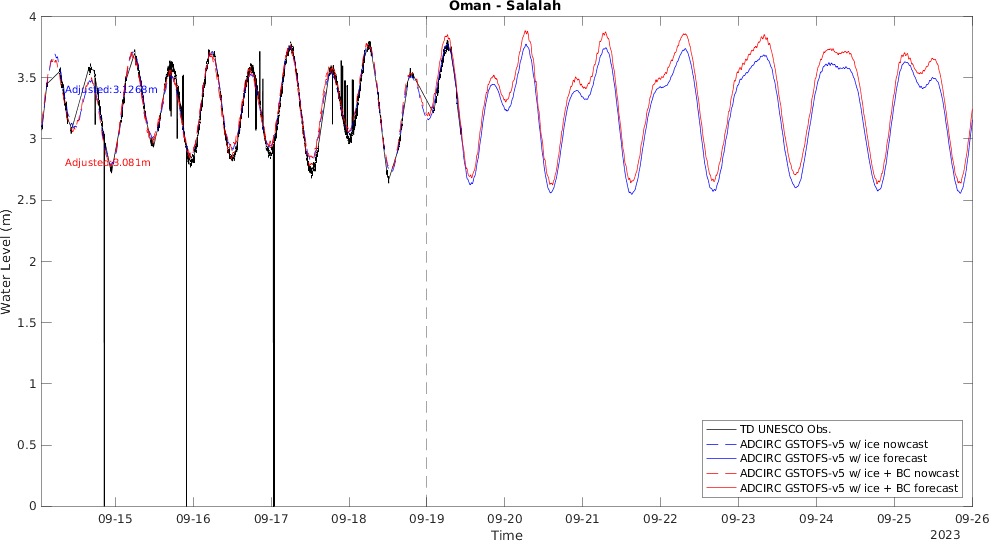 Oman - Salalah
4
3.5
3
2.5
2
1.5
1
0.5
0
Water Level (m)
Adjusted:3.1268m
Adjusted:3.081m
TD UNESCO Obs.
ADCIRC GSTOFS-v5 w/ ice nowcast
ADCIRC GSTOFS-v5 w/ ice forecast
ADCIRC GSTOFS-v5 w/ ice + BC nowcast
ADCIRC GSTOFS-v5 w/ ice + BC forecast
09-15 09-16 09-17 09-18 09-19 09-20 09-21 09-22 09-23 09-24 09-25 09-26
Time
2023